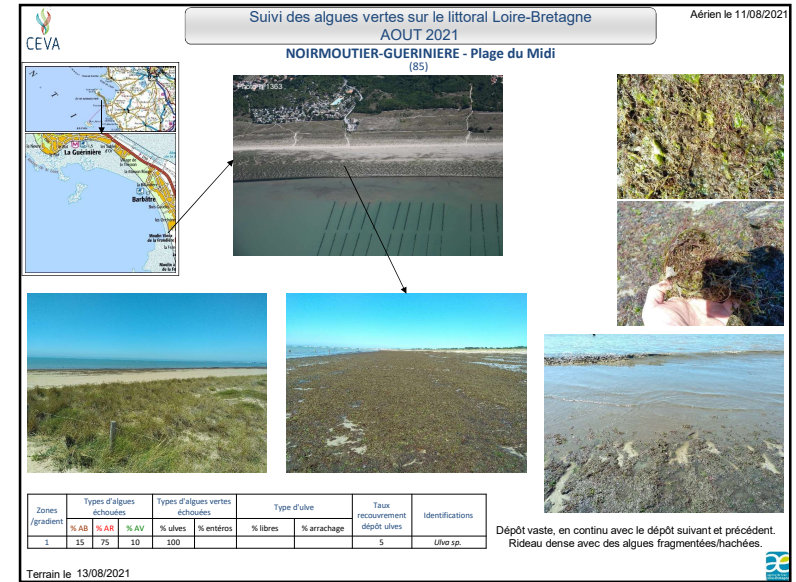 CEVA
Suivi des algues vertes sur le littoral Loire-Bretagne
AOUT 2021
Aérien le 11/08/2021
NOIRMOUTIER-GUERINIERE - Plage du Midi
(85)
La Guérinière
Barbâtre
Zones /gradient
Types d'algues échouées
Types d'algues vertes échouées
Type d'ulve
Taux recouvrement dépôt ulves
Identifications
% AB % AR % AV % ulves % entéros % libres % arrachage
1 15 75 10 100 5 Ulva sp.
Dépôt vaste, en continu avec le dépôt suivant et précédent.
Rideau dense avec des algues fragmentées/hachées.
Terrain le 13/08/2021